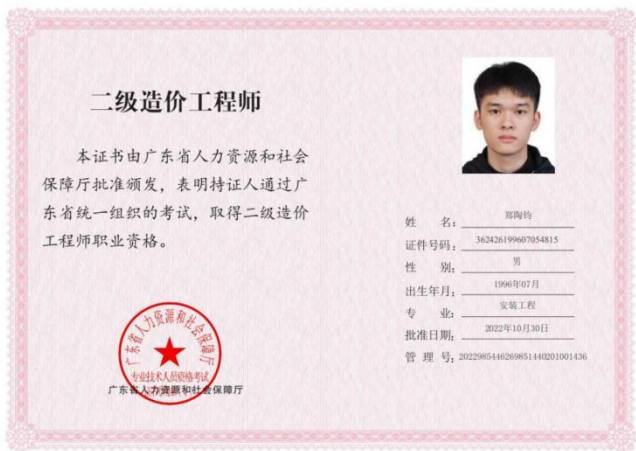 二级造价工程师
本证书由广东省人力资源和社会
保障厅批准颁发，表明持证人通过广
东省统一组织的考试，取得二级造价
工程师职业资格。
广东省人力资源和社会保障厅
专业技术人员资格考试
广东省人力资源和社会保障厅
姓 名：郑陶钧
证件号码：362426199607054815
性 别：男
出生年月：1996年07月
专 业：安装工程
批准日期：2022年10月30日
管 理 号：20229854462698514402010014​36